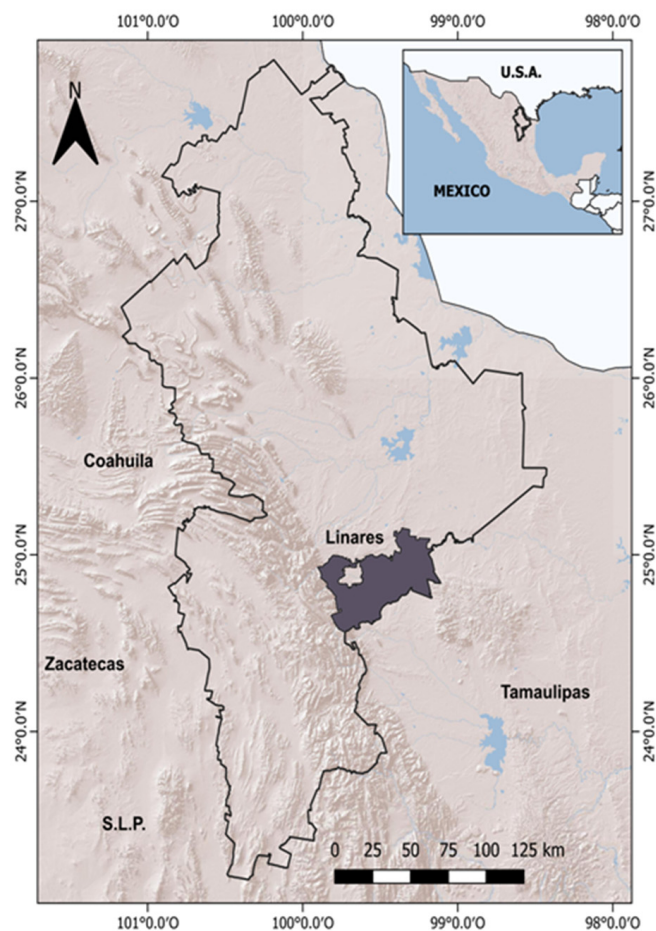 101°0.0'O 100°0.0'O 99°0.0'O 98°0.0'O
N
U.S.A.
MEXICO
27°0.0'N 27°0.0'N
26°0.0'N 26°0.0'N
Coahuila
Linares
25°0.0'N 25°0.0'N
Zacatecas
Tamaulipas
24°0.0'N 24°0.0'N
S.L.P.
0 25 50 75 100 125 km
101°0.0'O 100°0.0'O 99°0.0'O 98°0.0'O